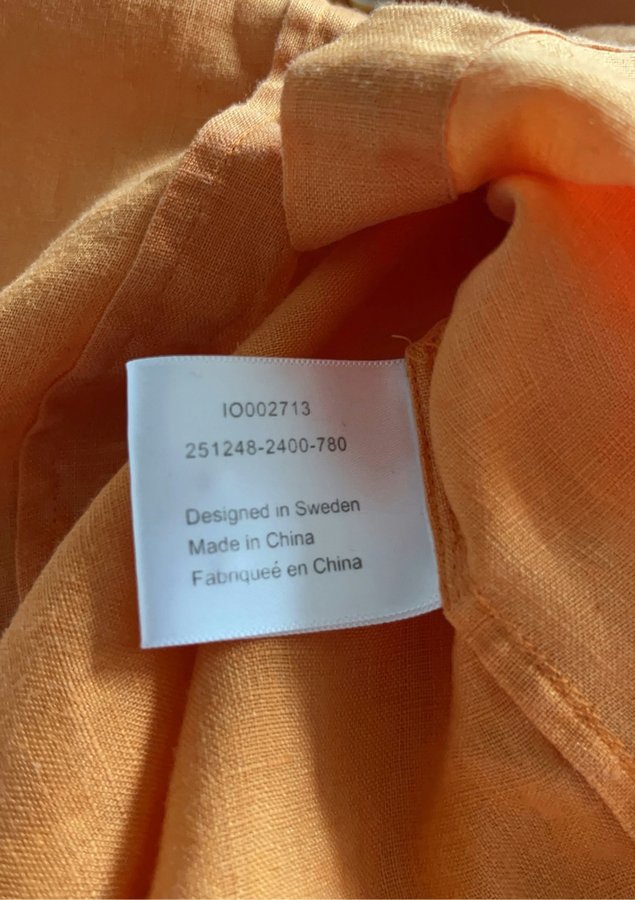 IO002713
251248-2400-780
Designed in Sweden
Made in China
Fabriqueé en China